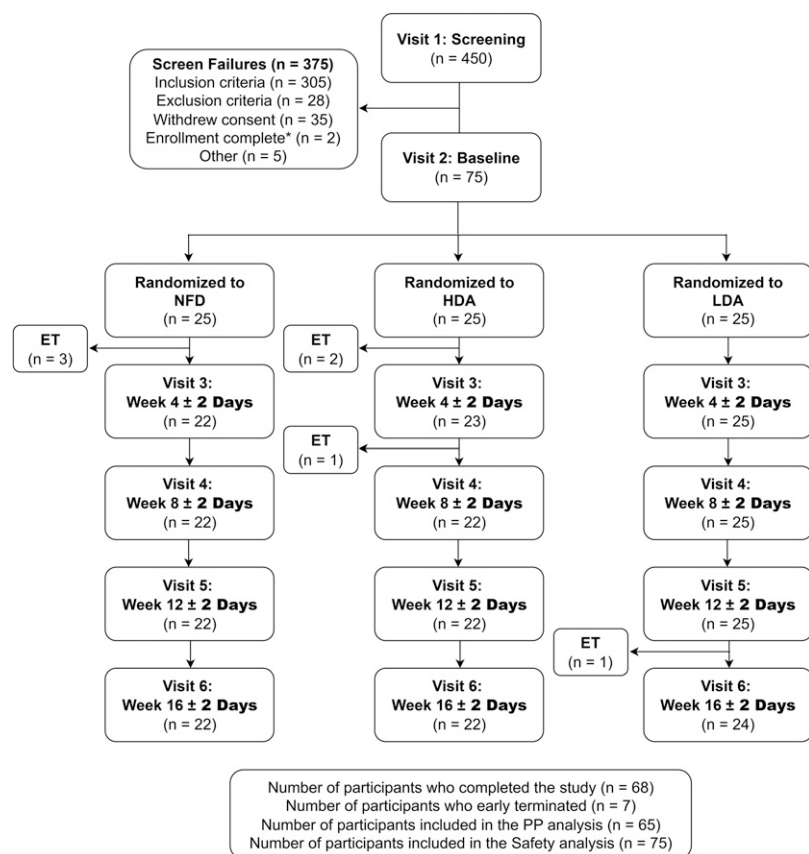 Visit 1: Screening
(n = 450)
Screen Failures (n = 375)
Inclusion criteria (n = 305)
Exclusion criteria (n = 28)
Withdrew consent (n = 35)
Enrollment complete* (n = 2)
Other (n = 5)
Visit 2: Baseline
(n = 75)
Randomized to
NFD
(n = 25)
Randomized to
HDA
(n = 25)
Randomized to
LDA
(n = 25)
ET
(n = 3)
ET
(n = 2)
Visit 3:
Week 4 ± 2 Days
(n = 22)
Visit 3:
Week 4 ± 2 Days
(n = 23)
Visit 3:
Week 4 ± 2 Days
(n = 25)
ET
(n = 1)
Visit 4:
Week 8 ± 2 Days
(n = 22)
Visit 4:
Week 8 ± 2 Days
(n = 22)
Visit 4:
Week 8 ± 2 Days
(n = 25)
Visit 5:
Week 12 ± 2 Days
(n = 22)
Visit 5:
Week 12 ± 2 Days
(n = 22)
Visit 5:
Week 12 ± 2 Days
(n = 25)
ET
(n = 1)
Visit 6:
Week 16 ± 2 Days
(n = 22)
Visit 6:
Week 16 ± 2 Days
(n = 22)
Visit 6:
Week 16 ± 2 Days
(n = 24)
Number of participants who completed the study (n = 68)
Number of participants who early terminated (n = 7)
Number of participants included in the PP analysis (n = 65)
Number of participants included in the Safety analysis (n = 75)